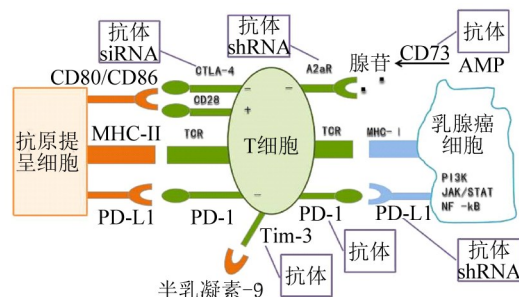 抗体
siRNA
抗体
shRNA
抗体
CD80/CD86
CTLA-4
A2aR
腺苷
CD73
AMP
CD28
抗原提
呈细胞
MHC-II
TCR
T细胞
TCR
MHC-I
乳腺癌
细胞
PI3K
JAK/STAT
NF -kB
PD-L1
PD-1
PD-1
PD-L1
Tim-3
抗体
抗体
抗体
shRNA
半乳凝素-9